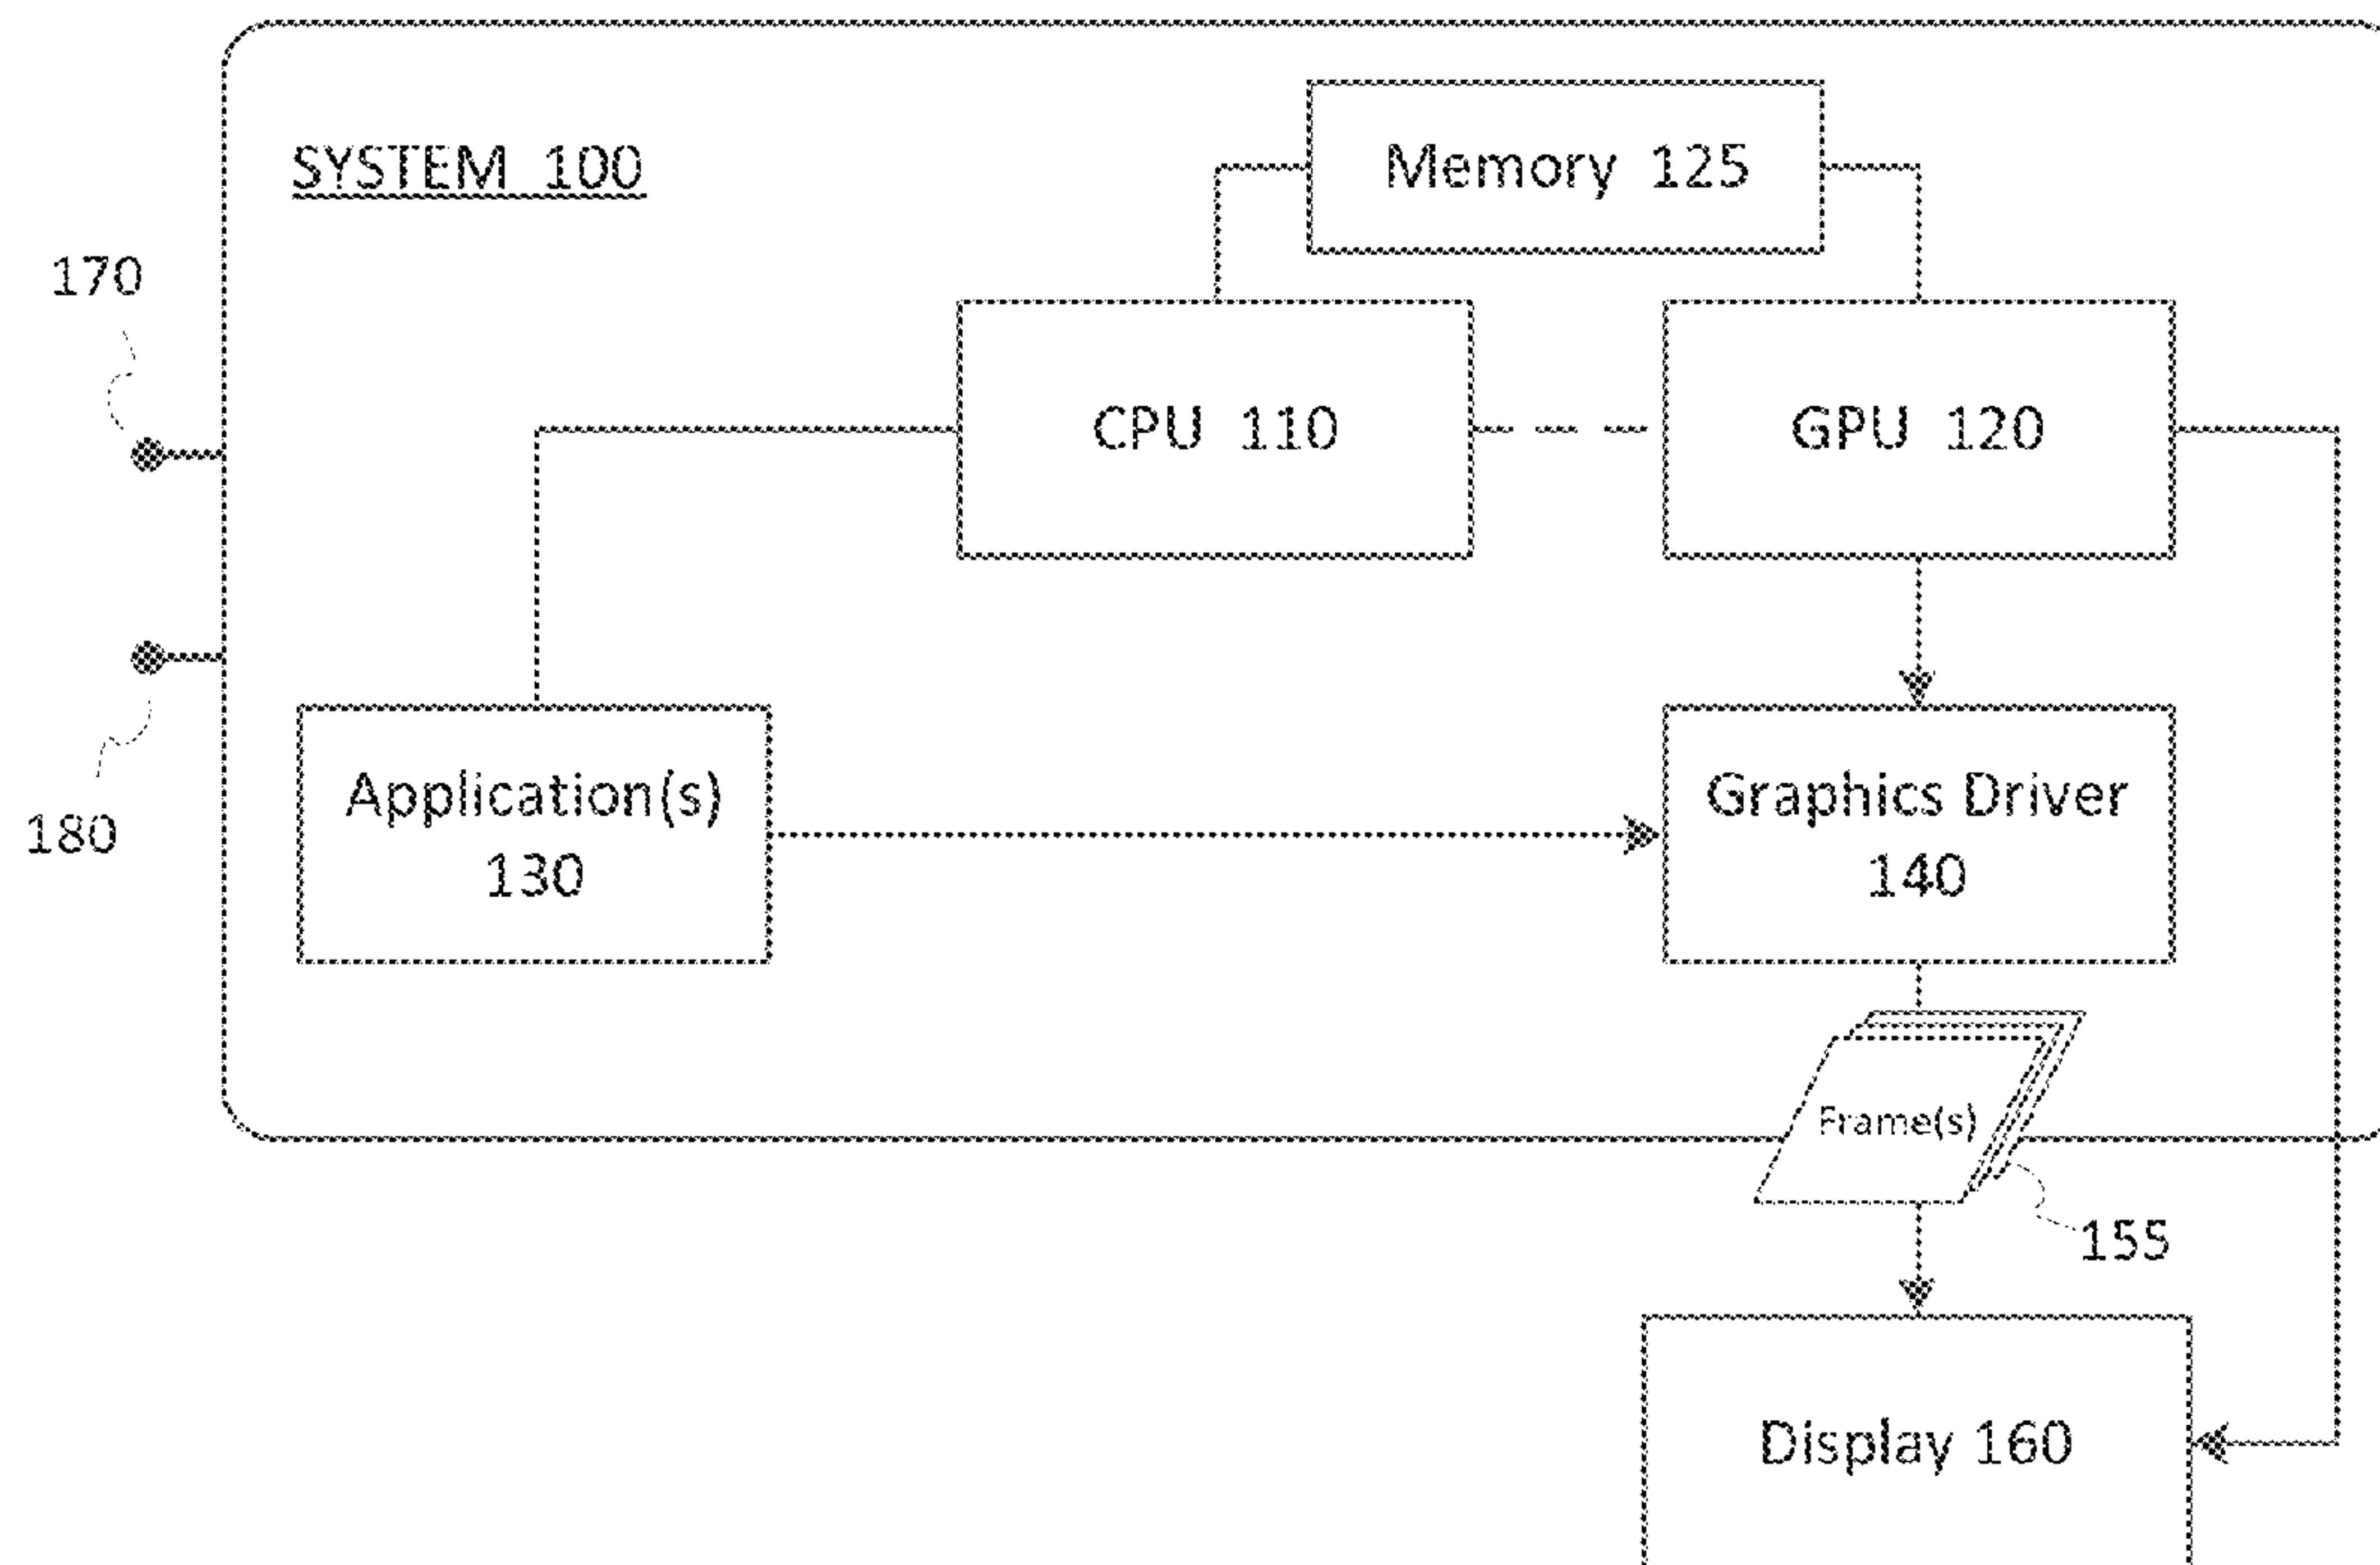 SYSTEM 100
Memory 125
170
CPU 110
GPU 120
180
Application(s)
130
Graphics Driver
140
Frame(s)
155
Display 160